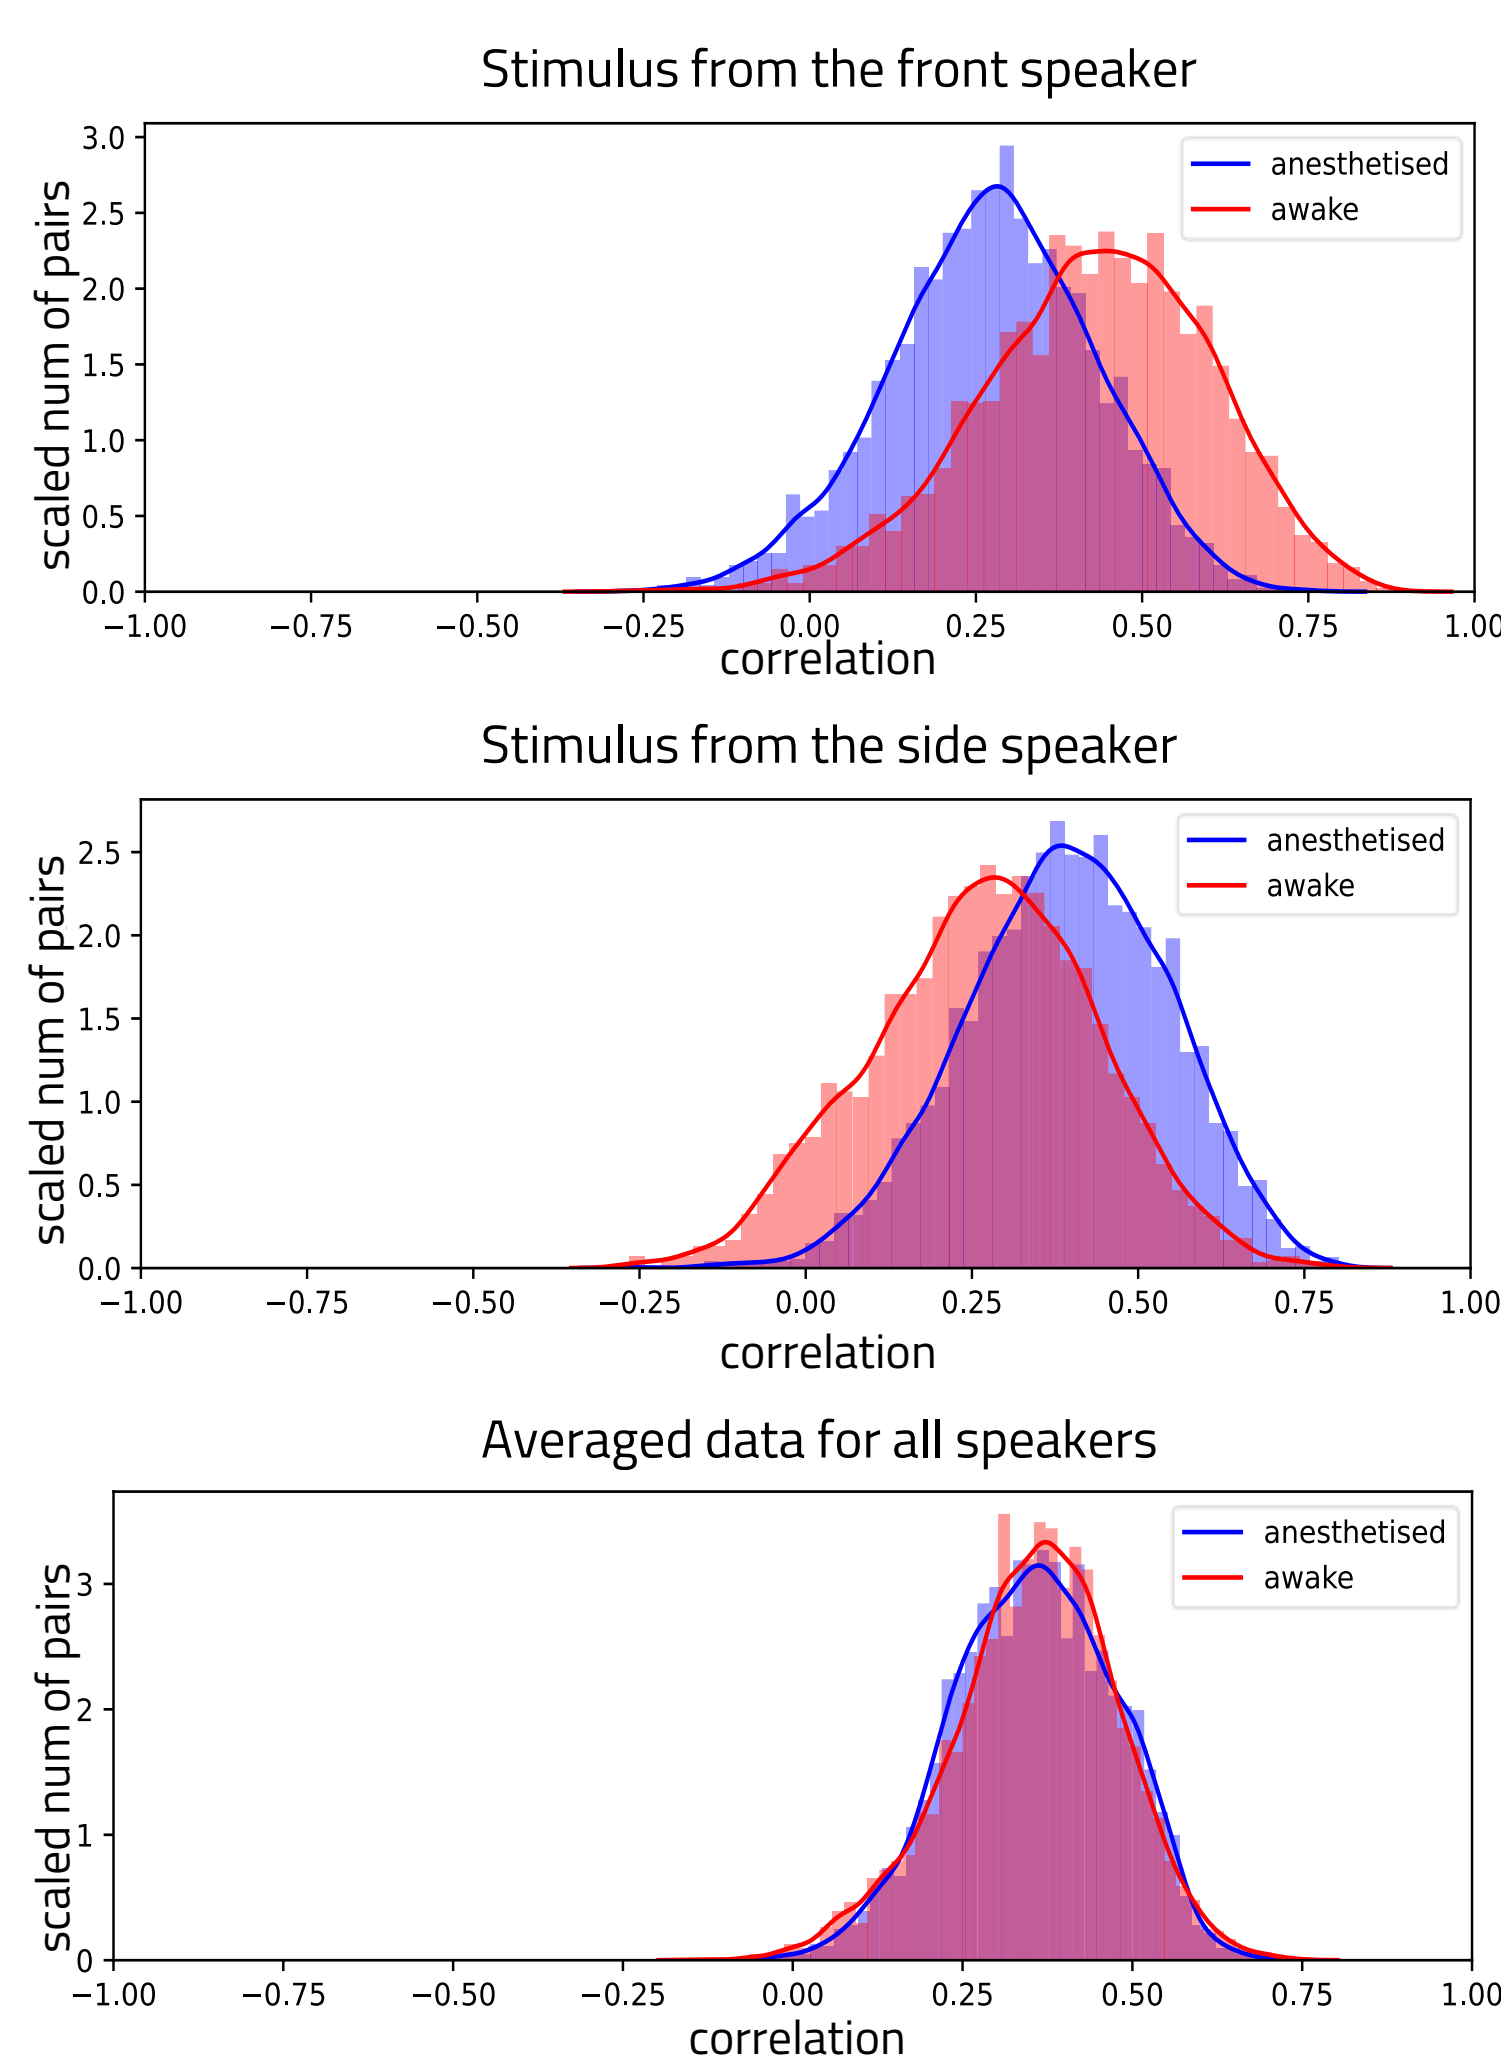 Stimulus from the front speaker
scaled num of pairs
3.0
2.5
2.0
1.5
1.0
0.5
0.0
anesthetised
awake
−1.00 −0.75 −0.50 −0.25 0.00 0.25 0.50 0.75 1.00
correlation
Stimulus from the side speaker
scaled num of pairs
2.5
2.0
1.5
1.0
0.5
0.0
anesthetised
awake
−1.00 −0.75 −0.50 −0.25 0.00 0.25 0.50 0.75 1.00
correlation
Averaged data for all speakers
scaled num of pairs
3
2
1
0
anesthetised
awake
−1.00 −0.75 −0.50 −0.25 0.00 0.25 0.50 0.75 1.00
correlation